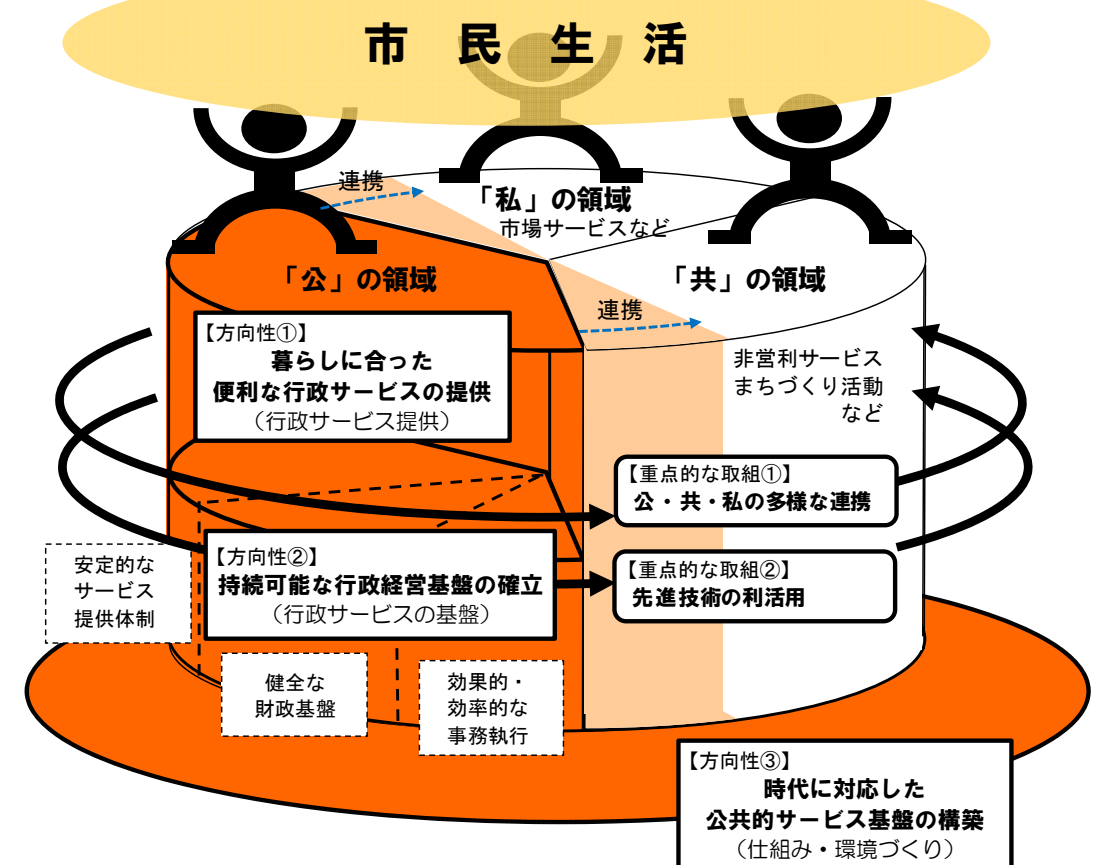 市民生活
連携
「私」の領域
市場サービスなど
「公」の領域
「共」の領域
連携
【方向性①】
暮らしに合った
便利な行政サービスの提供
（行政サービス提供）
非営利サービス
まちづくり活動
など
【重点的な取組①】
公・共・私の多様な連携
【方向性②】
持続可能な行政経営基盤の確立
（行政サービスの基盤）
【重点的な取組②】
先進技術の利活用
安定的な
サービス
提供体制
健全な
財政基盤
効果的・
効率的な
事務執行
【方向性③】
時代に対応した
公共的サービス基盤の構築
（仕組み・環境づくり）